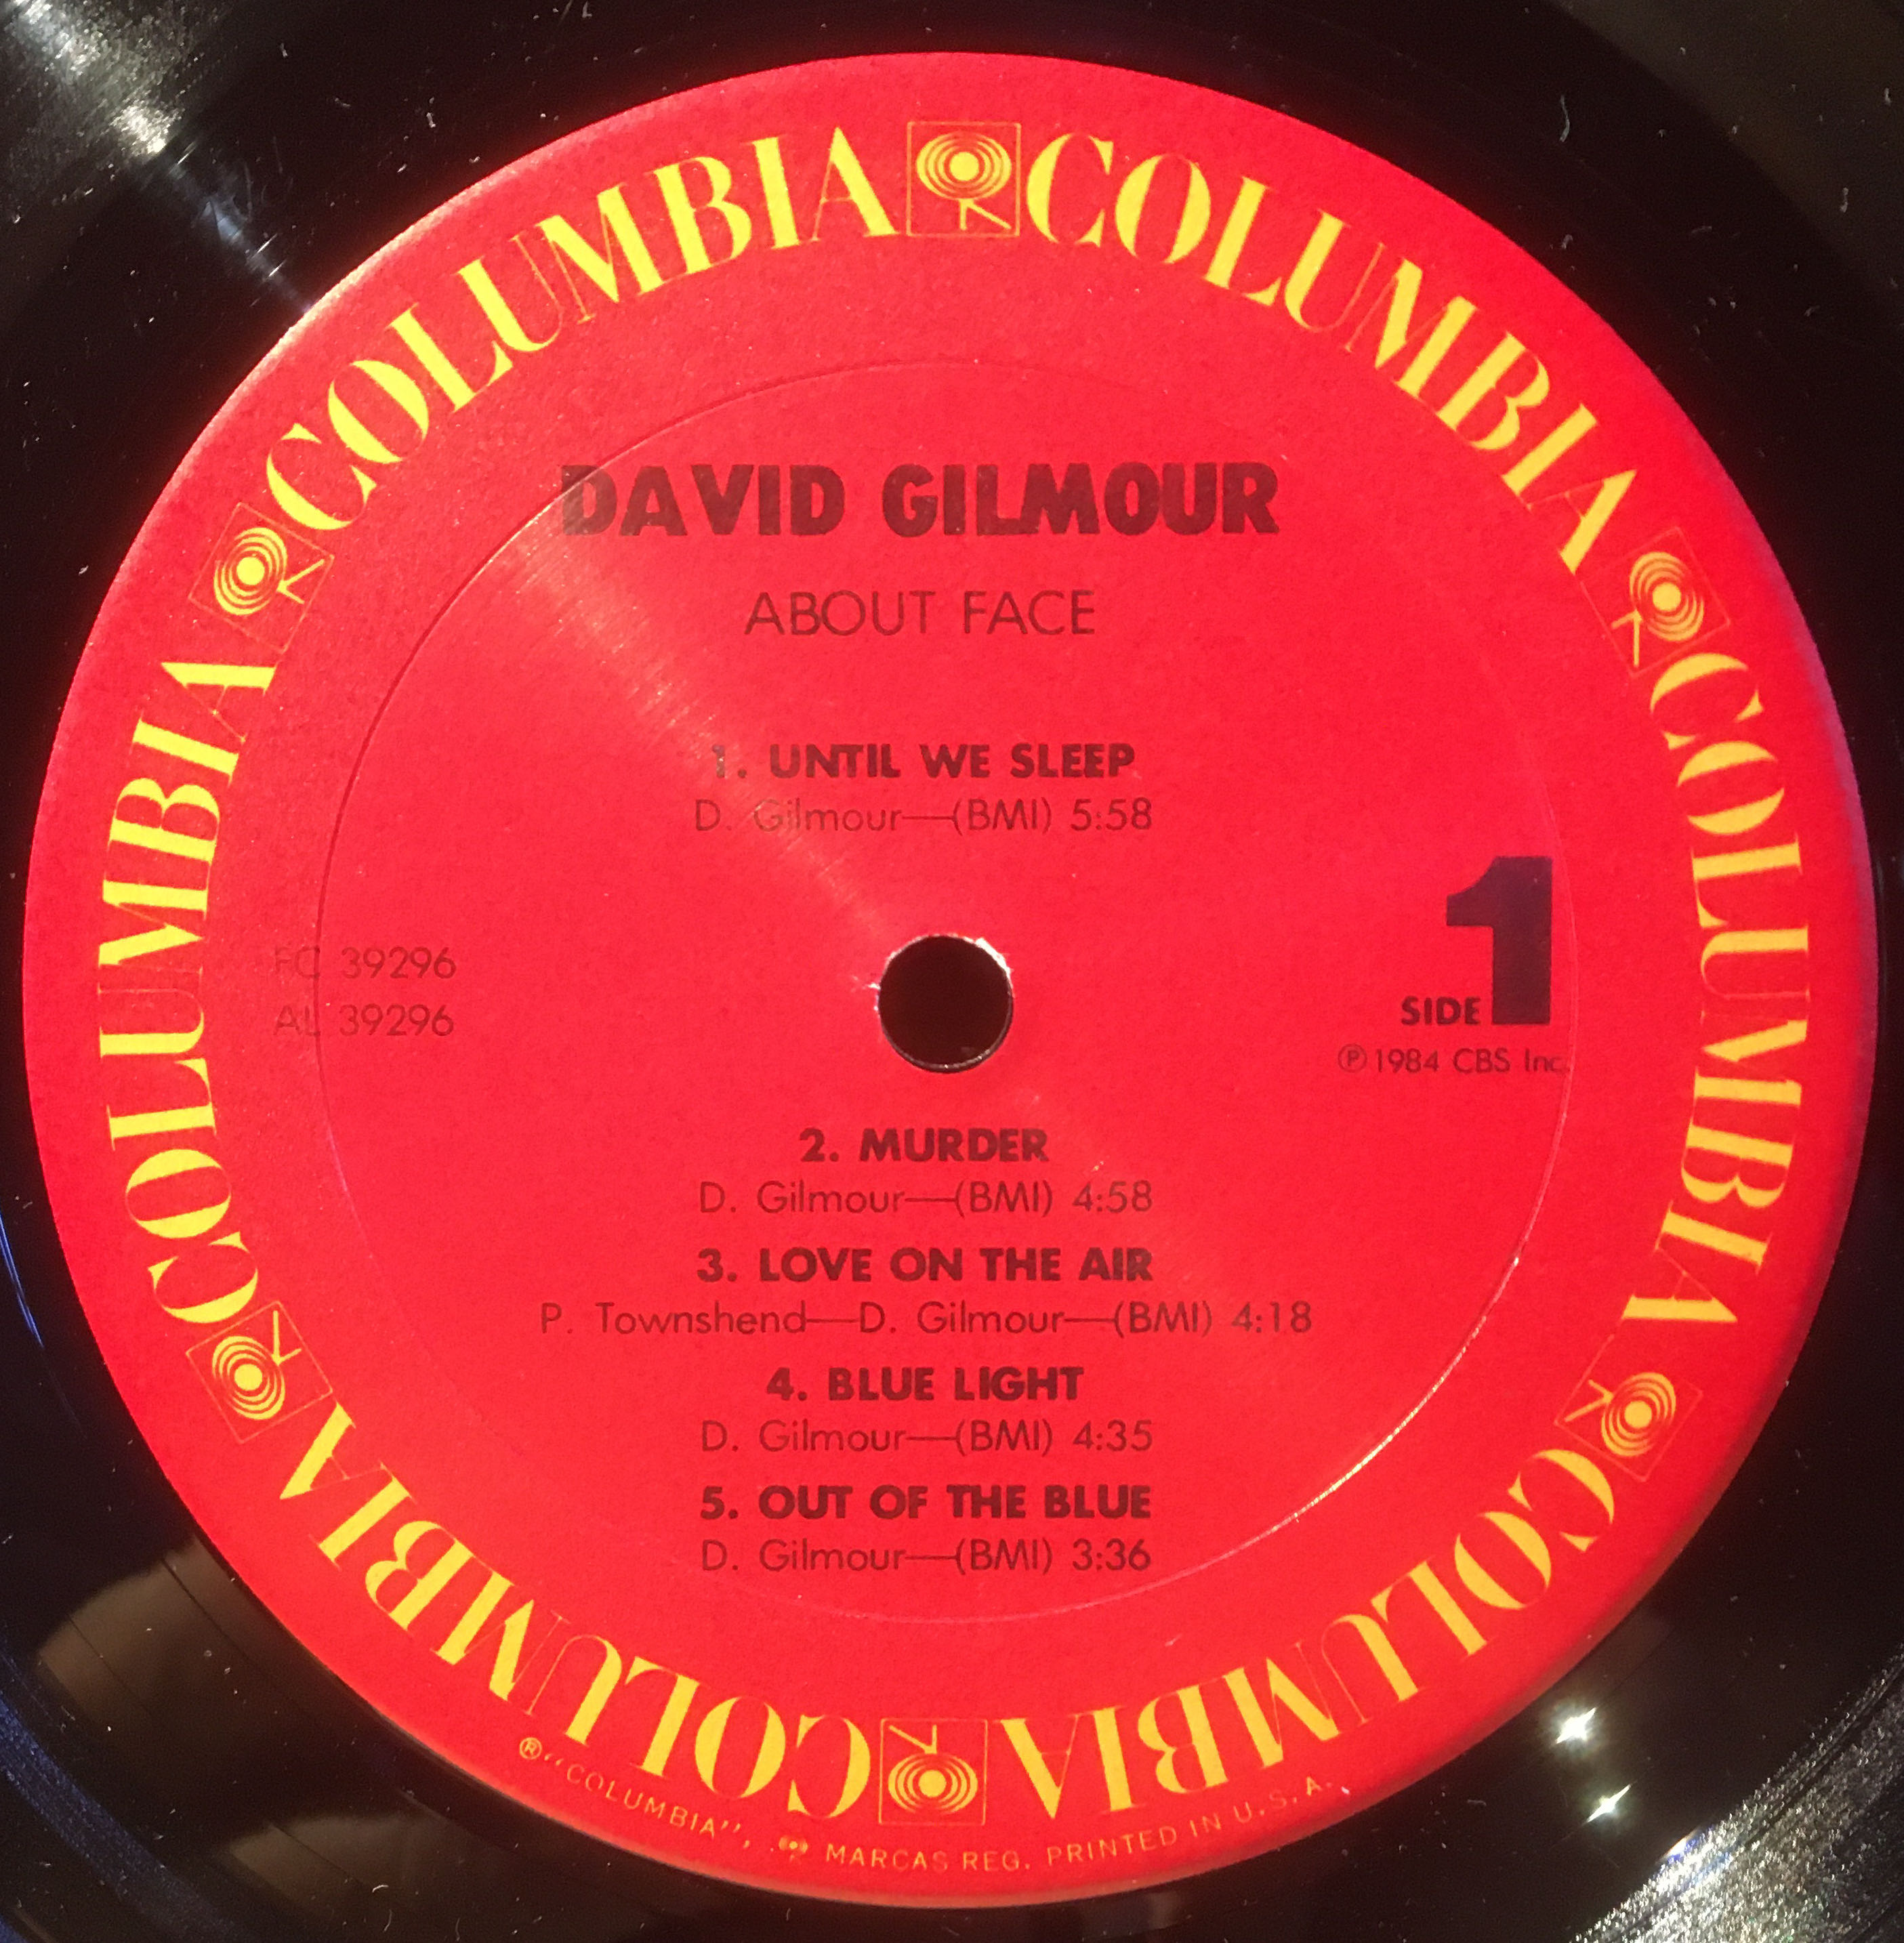 COLUMBIA COLUMBIA COLUMBIA COLUMBIA COLUMBIA COLUMBIA
DAVID GILMOUR
ABOUT FACE
1. UNTIL WE SLEEP
D. Gilmour—(BMI) 5:58
FC 39296
AL 39296
SIDE 1
℗ 1984 CBS Inc.
2. MURDER
D. Gilmour—(BMI) 4:58
3. LOVE ON THE AIR
P. Townshend—D. Gilmour—(BMI) 4:18
4. BLUE LIGHT
D. Gilmour—(BMI) 4:35
5. OUT OF THE BLUE
D. Gilmour—(BMI) 3:36
® "COLUMBIA", MARCAS REG. PRINTED IN U.S.A.